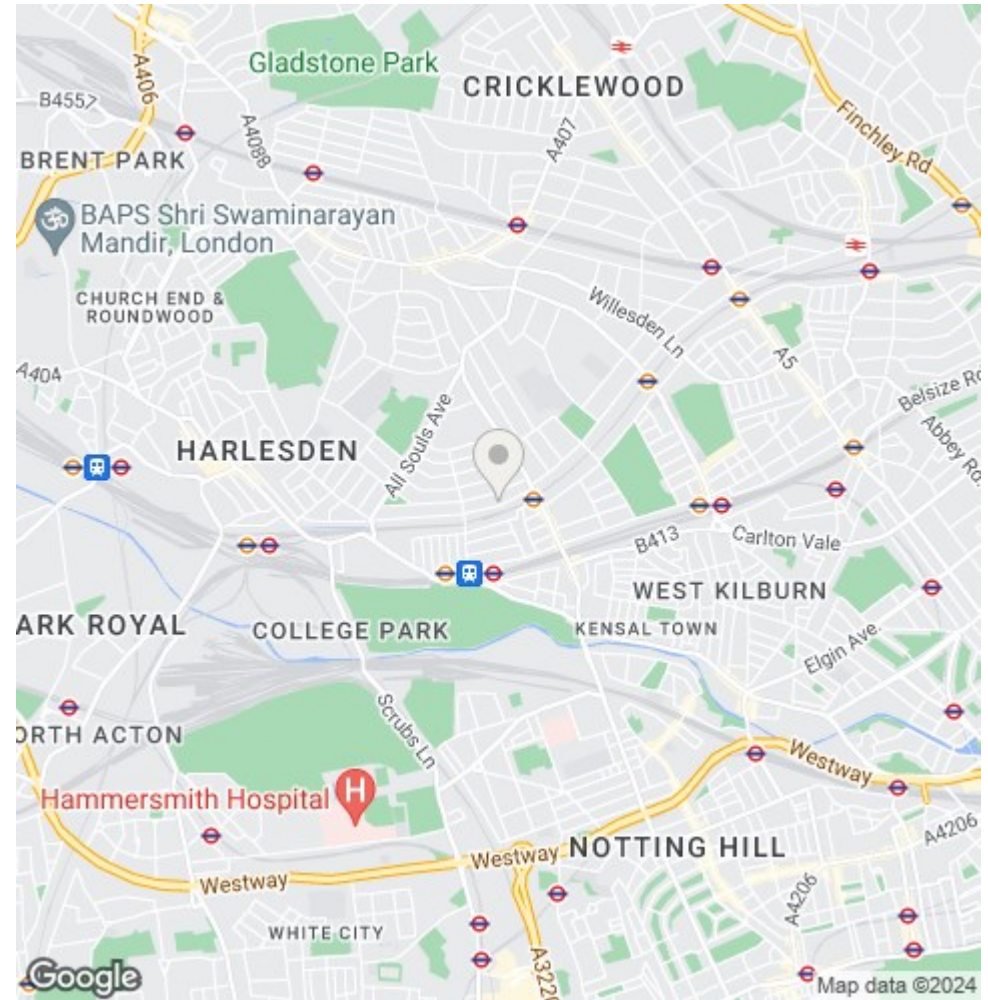 Gladstone Park
CRICKLEWOOD
A406
B4557
A4088
A407
Finchley Rd
BRENT PARK
BAPS Shri Swaminarayan
Mandir, London
CHURCH END &
ROUNDWOOD
Willesden Ln
A404
A5
Belsize Ro
Abbey Rd.
All Souls Ave
HARLESDEN
B413
Carlton Vale
WEST KILBURN
ARK ROYAL
COLLEGE PARK
KENSAL TOWN
Elgin Ave.
Scrubs Ln
ORTH ACTON
Westway
Hammersmith Hospital
H
NOTTING HILL
A4206
Westway
Westway
A4206
WHITE CITY
A3220
Google
Map data ©2024